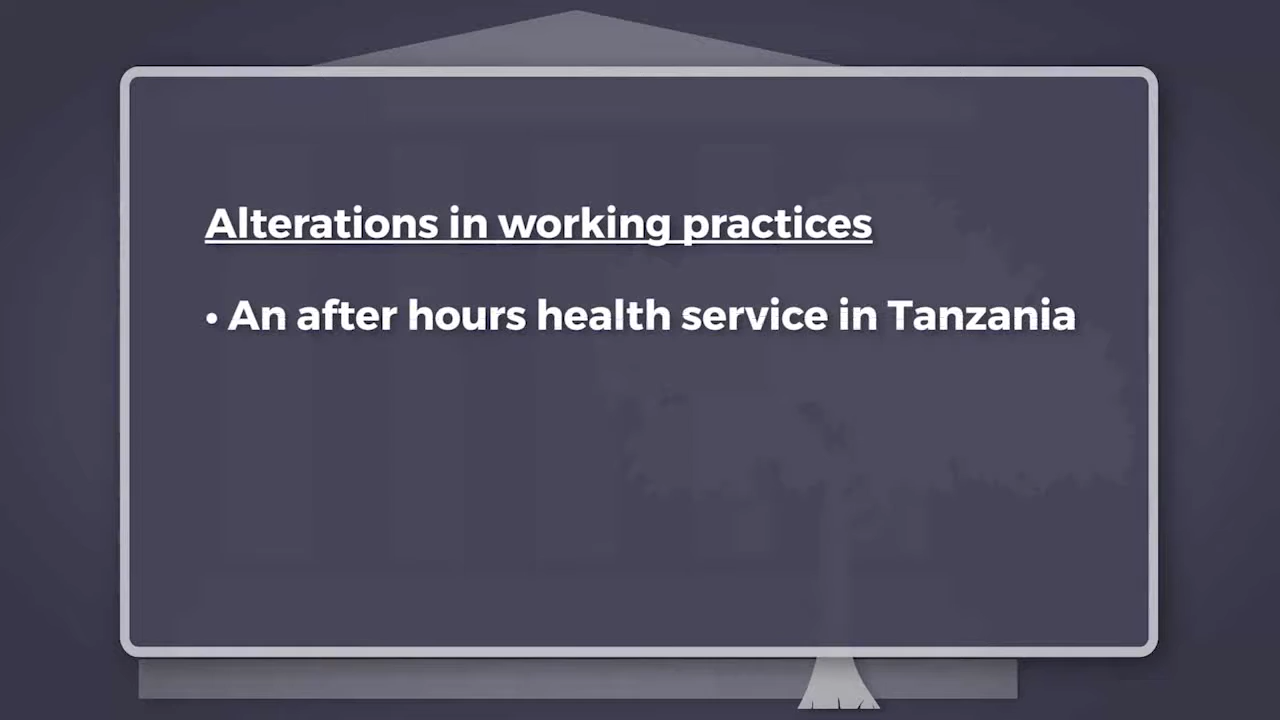 Alterations in working practices
• An after hours health service in Tanzania